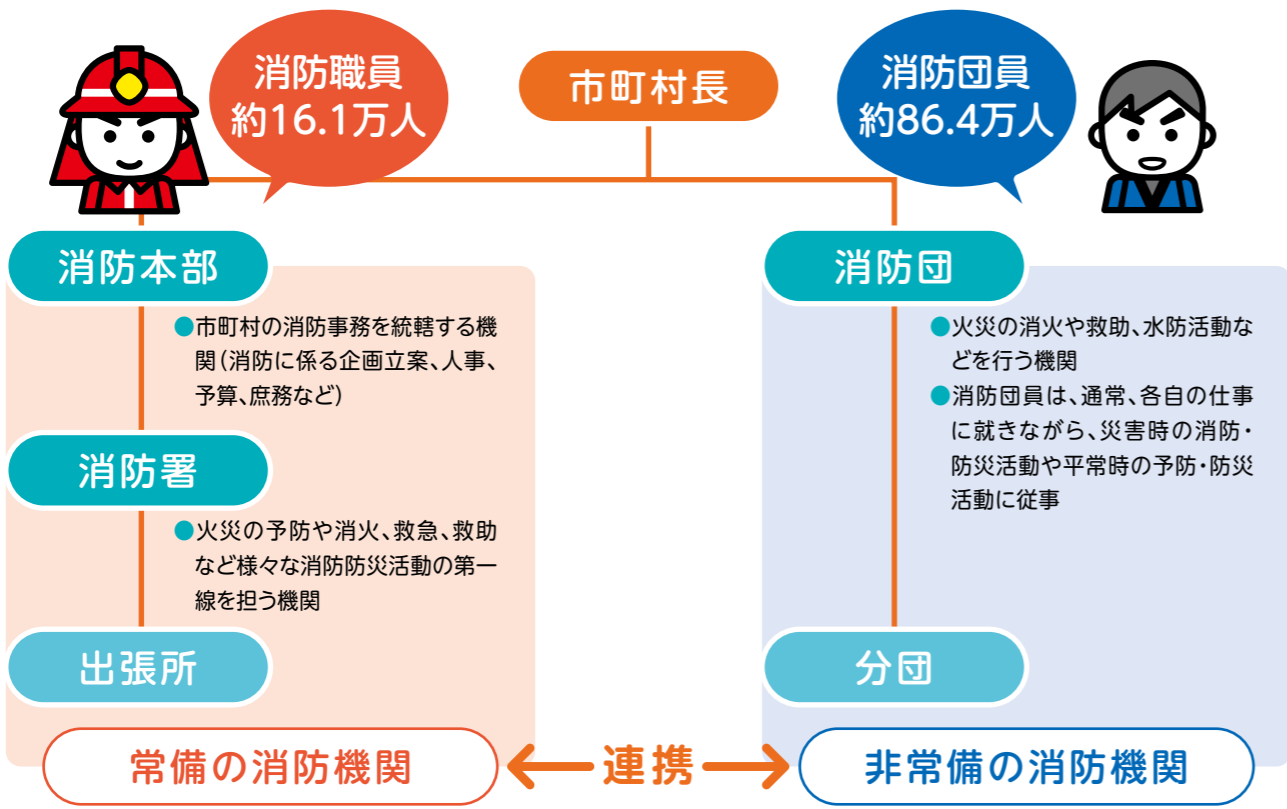 消防職員
約16.1万人
市町村長
消防団員
約86.4万人
消防本部
●市町村の消防事務を統轄する機
関(消防に係る企画立案、人事、
予算、庶務など)
消防署
●火災の予防や消火、救急、救助
など様々な消防防災活動の第一
線を担う機関
出張所
常備の消防機関
連携
消防団
●火災の消火や救助、水防活動な
どを行う機関
●消防団員は、通常、各自の仕事
に就きながら、災害時の消防・
防災活動や平常時の予防・防災
活動に従事
分団
非常備の消防機関